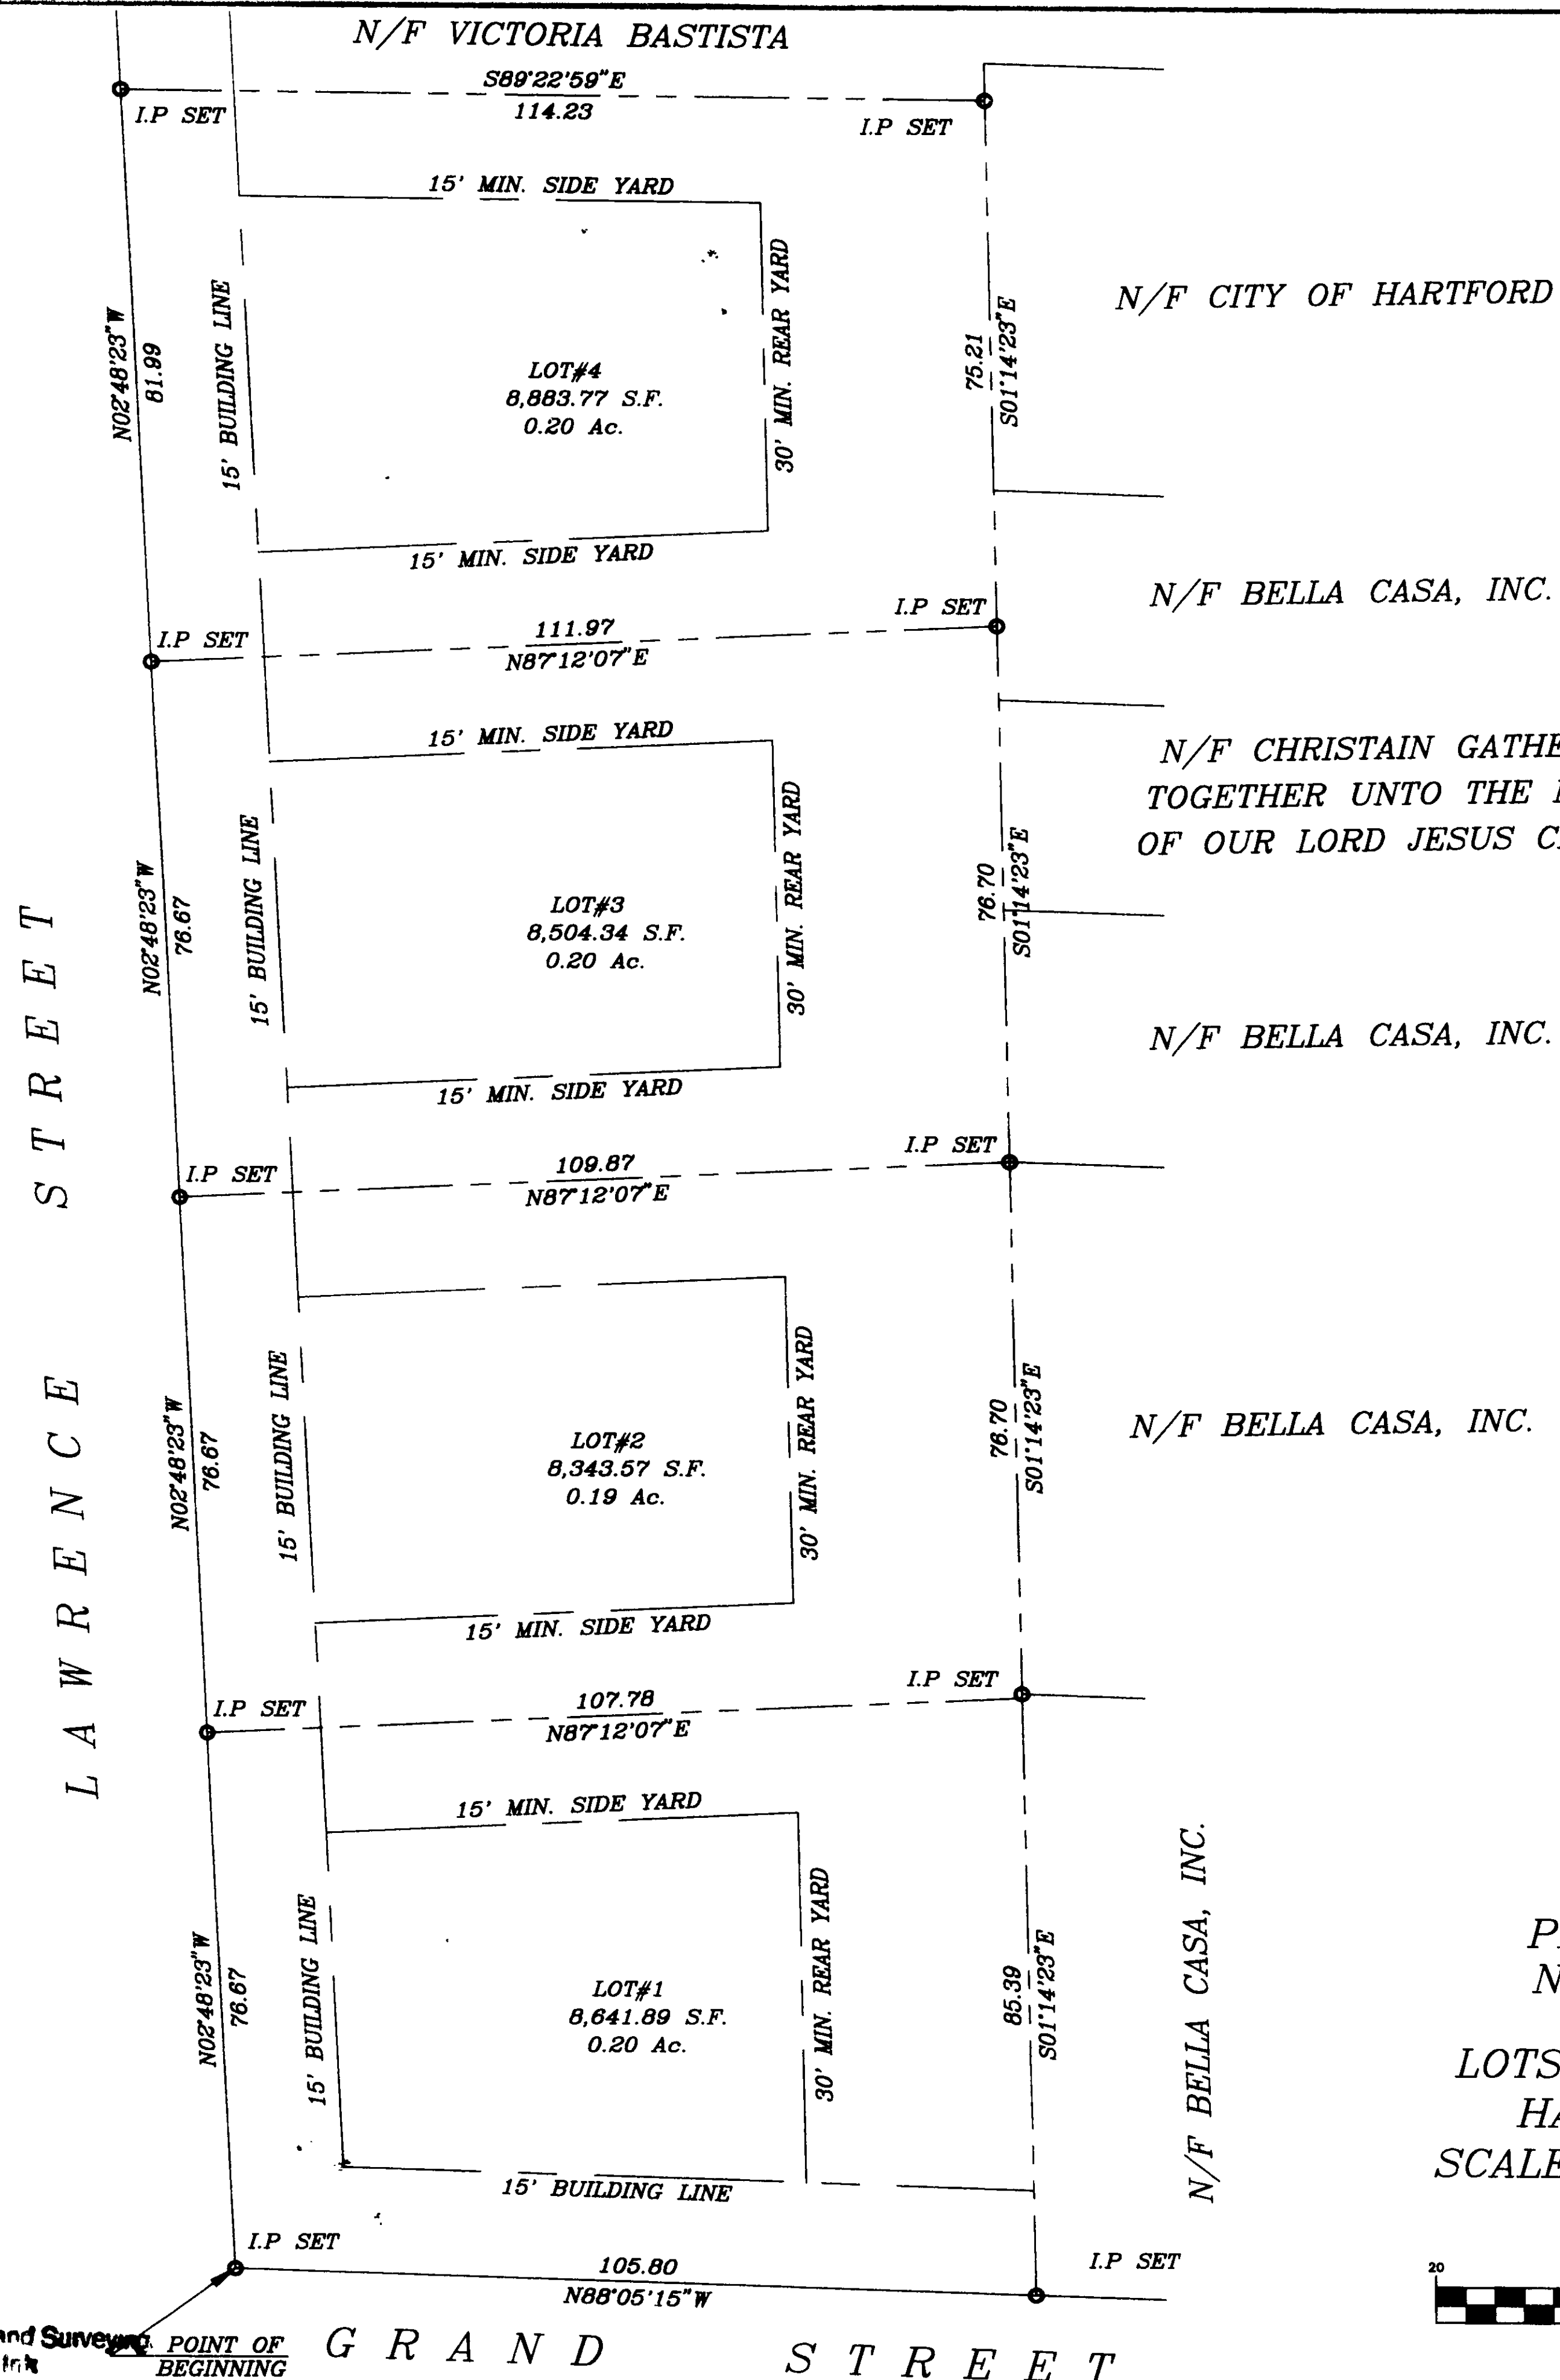 N/F VICTORIA BASTISTA
S89°22'59"E
114.23
I.P SET
I.P SET
15' MIN. SIDE YARD
N02°48'23"W
81.99
15' BUILDING LINE
LOT#4
8,883.77 S.F.
0.20 Ac.
30' MIN. REAR YARD
75.21
S01°14'23"E
N/F CITY OF HARTFORD
15' MIN. SIDE YARD
I.P SET
111.97
N87°12'07"E
I.P SET
N/F BELLA CASA, INC.
15' MIN. SIDE YARD
N/F CHRISTAIN
TOGETHER UNTO THE
OF OUR LORD JESUS
N02°48'23"W
76.67
15' BUILDING LINE
LOT#3
8,504.34 S.F.
0.20 Ac.
30' MIN. REAR YARD
76.70
S01°14'23"E
N/F BELLA CASA, INC.
15' MIN. SIDE YARD
I.P SET
109.87
N87°12'07"E
I.P SET
LAWRENCE STREET
N02°48'23"W
76.67
15' BUILDING LINE
LOT#2
8,343.57 S.F.
0.19 Ac.
30' MIN. REAR YARD
76.70
S01°14'23"E
N/F BELLA CASA, INC.
15' MIN. SIDE YARD
I.P SET
107.78
N87°12'07"E
I.P SET
15' MIN. SIDE YARD
N02°48'23"W
76.67
15' BUILDING LINE
LOT#1
8,641.89 S.F.
0.20 Ac.
30' MIN. REAR YARD
85.39
S01°14'23"E
N/F BELLA CASA, INC.
LOTS
SCALE
15' BUILDING LINE
I.P SET
105.80
N88°05'15"W
I.P SET
20
Surveying
POINT OF
BEGINNING
GRAND STREET